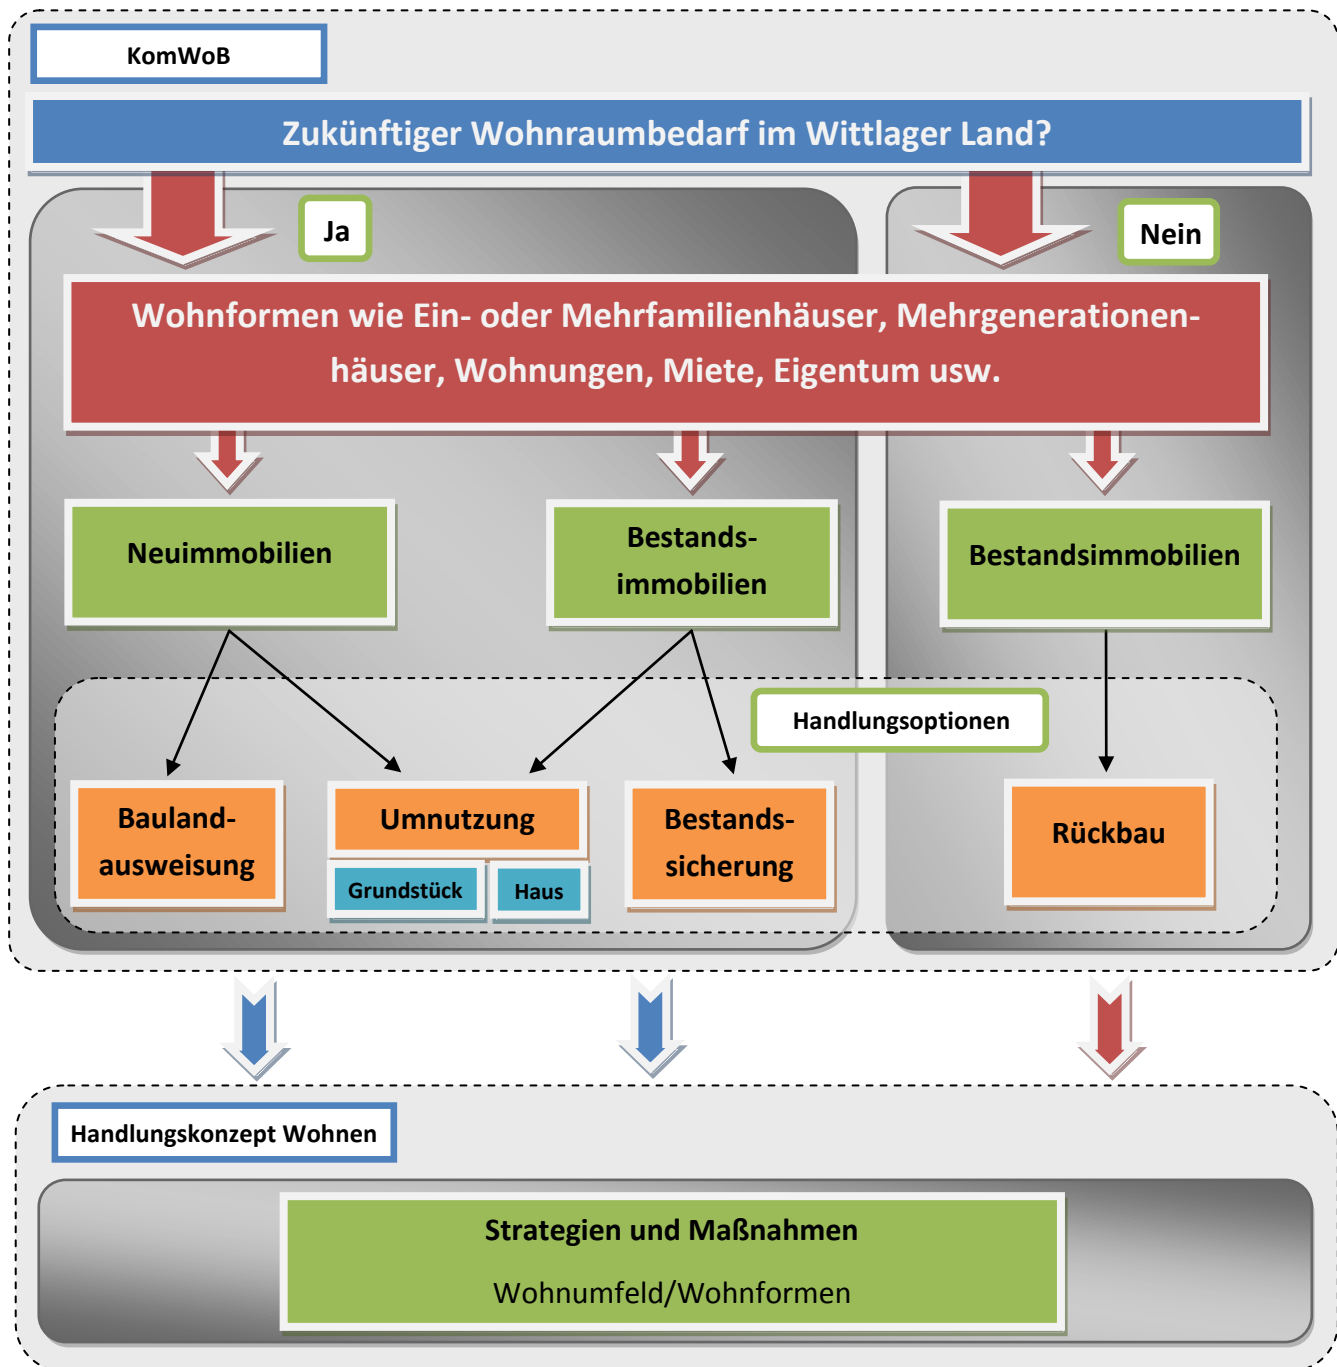 KomWoB
Zukünftiger Wohnraumbedarf im Wittlager Land?
Ja
Nein
Wohnformen wie Ein- oder Mehrfamilienhäuser, Mehrgenerationen-
häuser, Wohnungen, Miete, Eigentum usw.
Neuimmobilien
Bestands-
immobilien
Bestandsimmobilien
Handlungsoptionen
Bauland-
ausweisung
Umnutzung
Grundstück
Haus
Bestands-
sicherung
Rückbau
Handlungskonzept Wohnen
Strategien und Maßnahmen
Wohnumfeld/Wohnformen